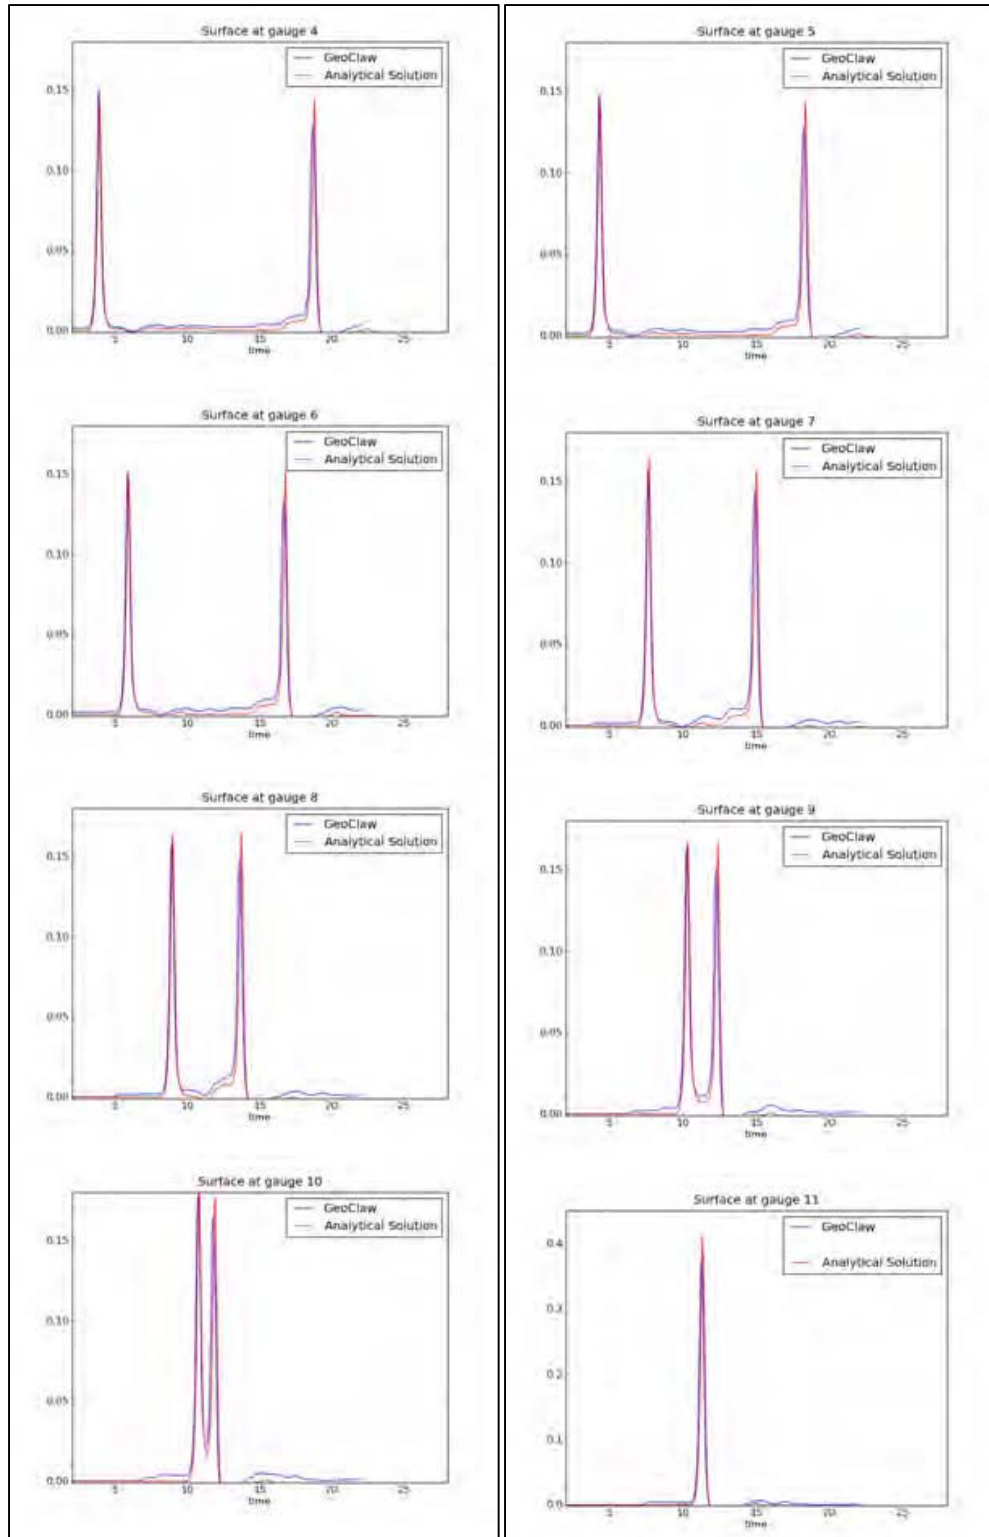 Surface at gauge 4
GeoClaw
Analytical Solution
0.15
0.10
0.05
0.00
5 10 15 20 25
time
Surface at gauge 5
GeoClaw
Analytical Solution
0.15
0.10
0.05
0.00
5 10 15 20 25
time
Surface at gauge 6
GeoClaw
Analytical Solution
0.15
0.10
0.05
0.00
5 10 15 20 25
time
Surface at gauge 7
GeoClaw
Analytical Solution
0.15
0.10
0.05
0.00
5 10 15 20 25
time
Surface at gauge 8
GeoClaw
Analytical Solution
0.15
0.10
0.05
0.00
5 10 15 20 25
time
Surface at gauge 9
GeoClaw
Analytical Solution
0.15
0.10
0.05
0.00
5 10 15 20 25
time
Surface at gauge 10
GeoClaw
Analytical Solution
0.15
0.10
0.05
0.00
5 10 15 20 25
time
Surface at gauge 11
GeoClaw
Analytical Solution
0.4
0.3
0.2
0.1
0.0
5 10 15 20 25
time